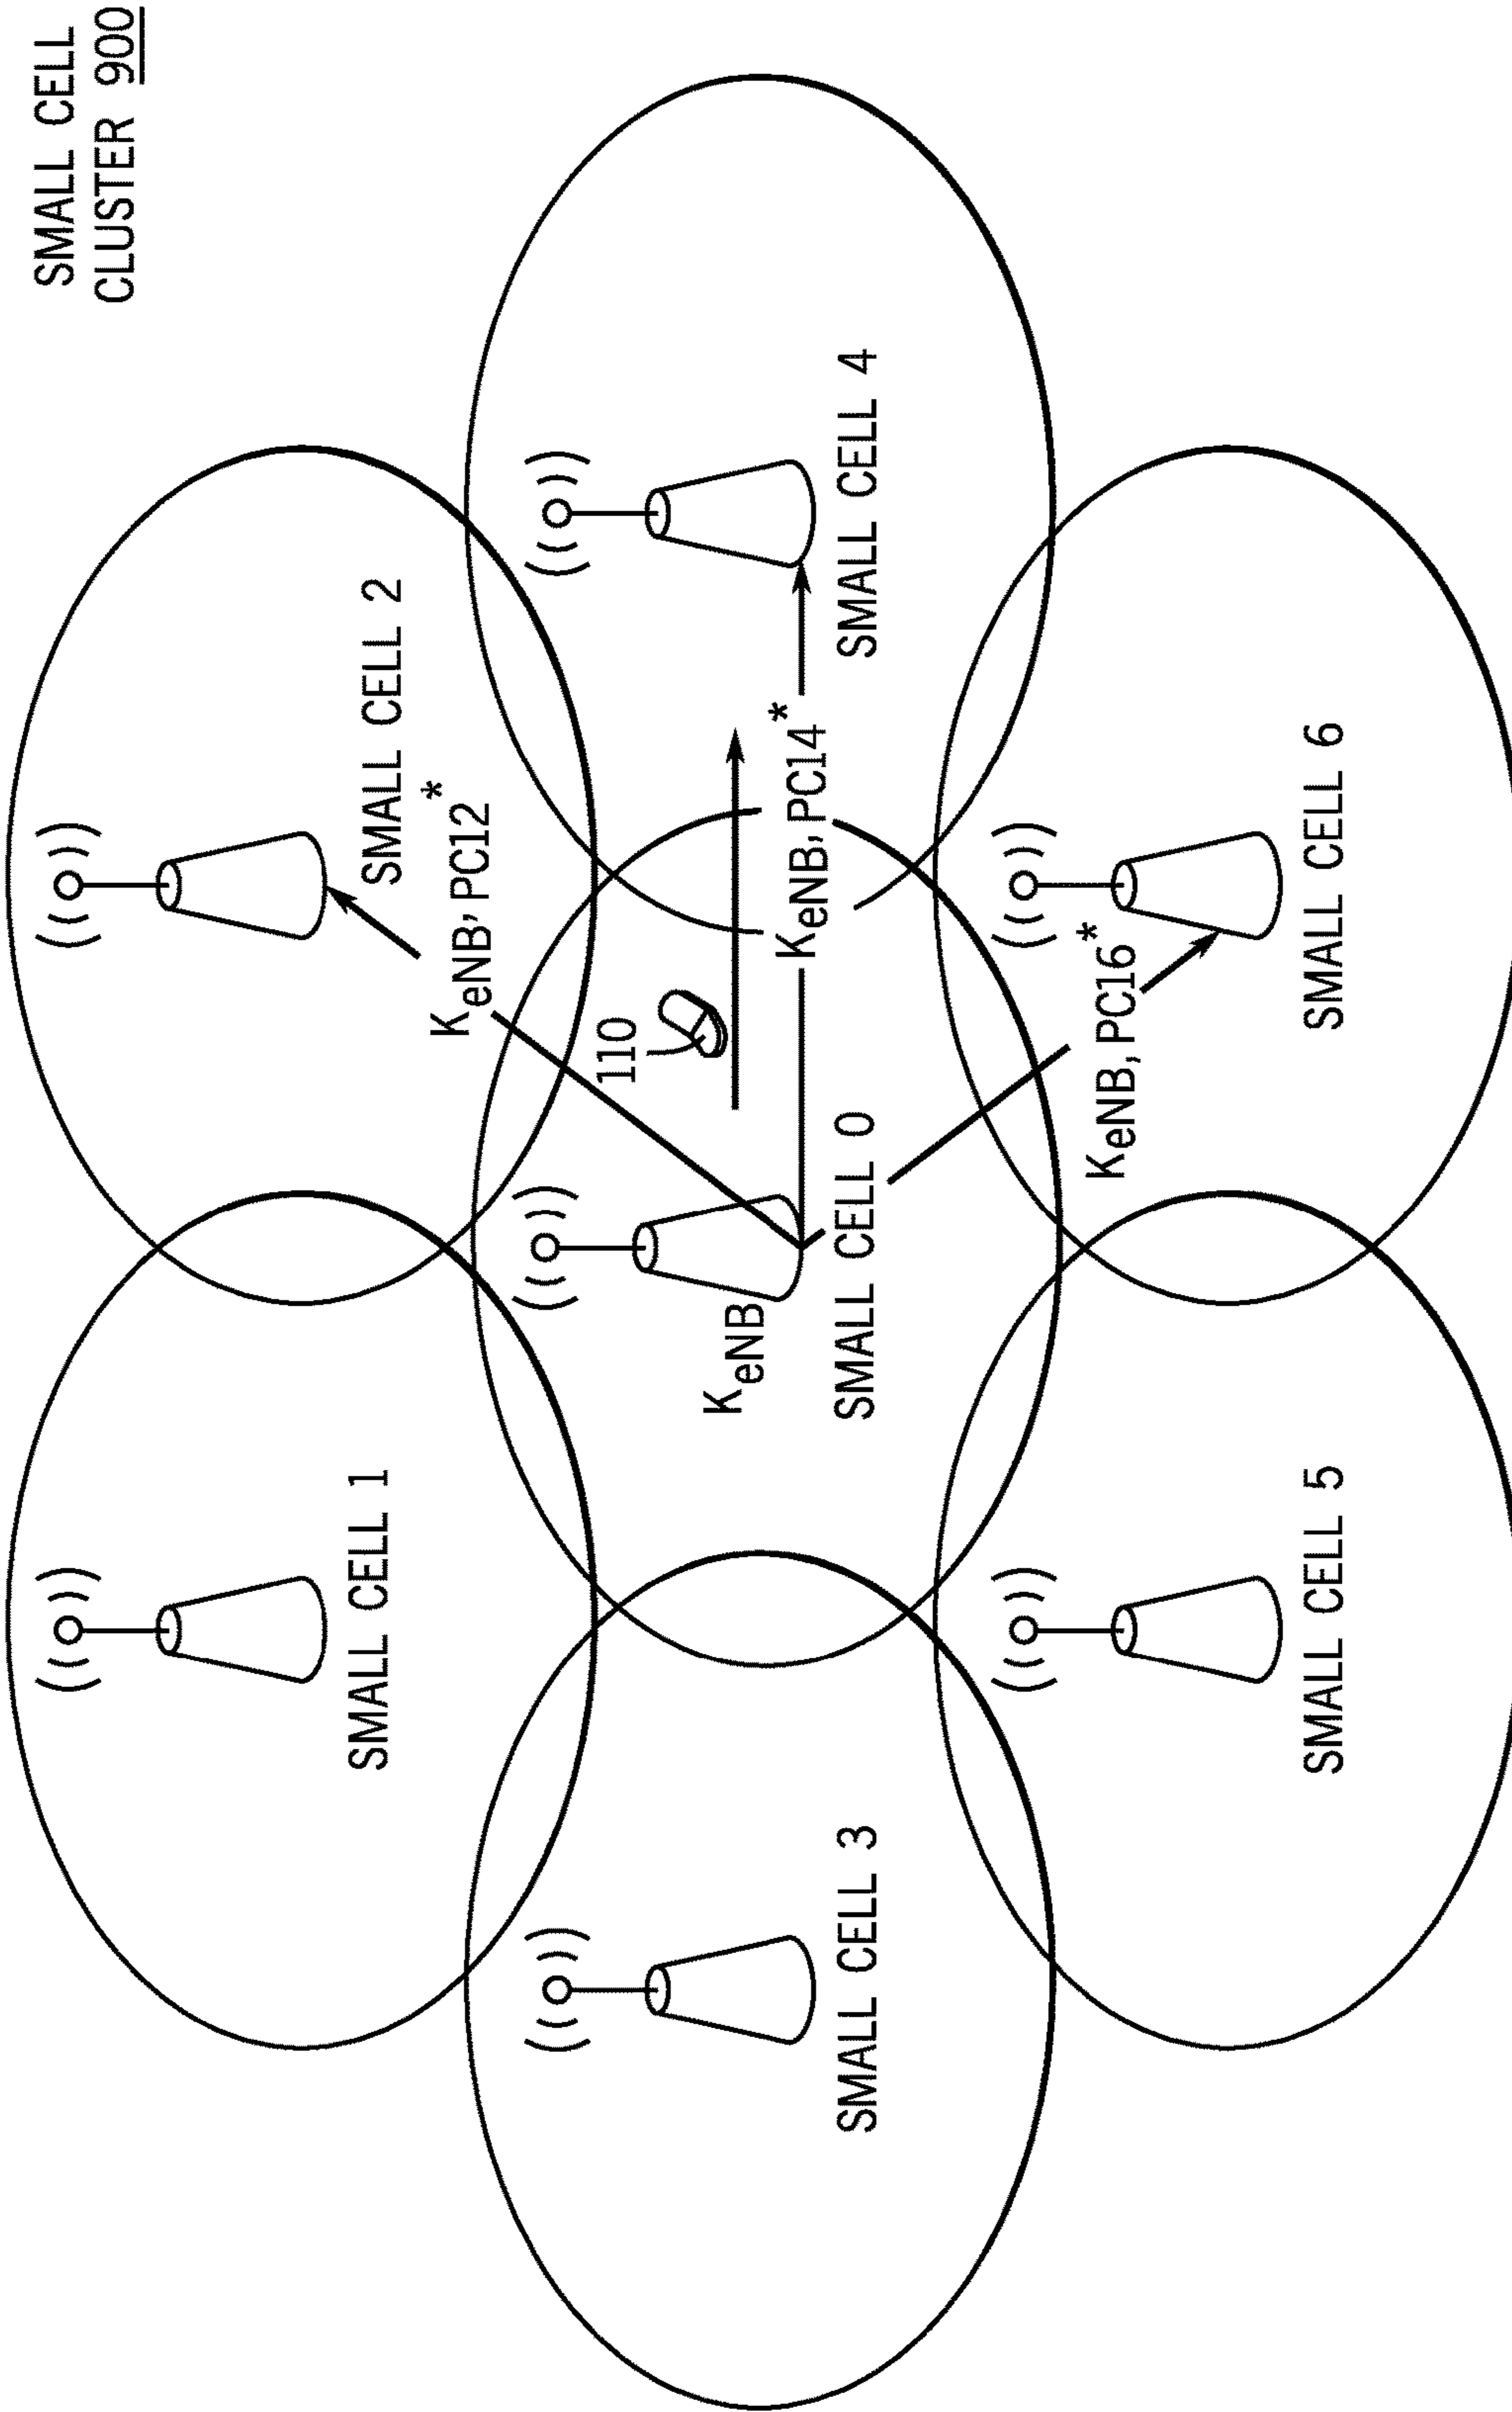 SMALL CELL
CLUSTER 900
SMALL CELL 1
SMALL CELL 2
KeNB, PC12*
110
KeNB
KeNB, PC14*
SMALL CELL 3
SMALL CELL 0
SMALL CELL 4
KeNB, PC16*
SMALL CELL 5
SMALL CELL 6